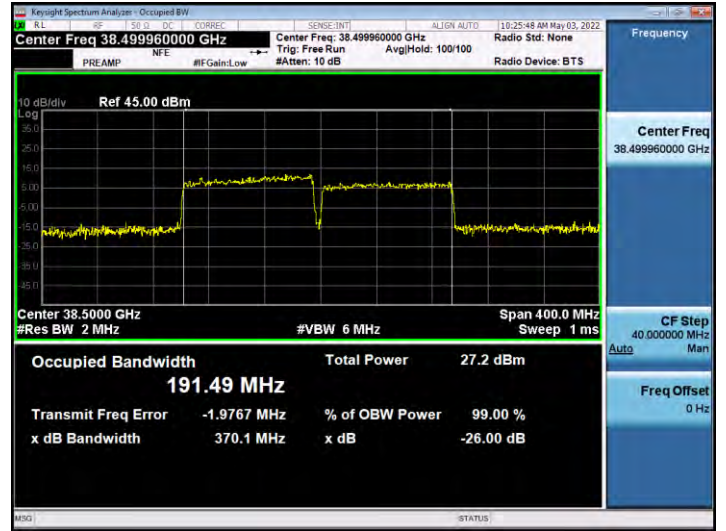 Keysight Spectrum Analyzer - Occupied BW
RL RF 50 Ω DC CORREC SENSE:INT ALIGN AUTO 10:25:48 AM May 03, 2022
Center Freq 38.499960000 GHz
NFE
PREAMP #IFGain:Low
Center Freq: 38.499960000 GHz
Trig: Free Run Avg|Hold: 100/100
#Atten: 10 dB
Radio Std: None
Radio Device: BTS
10 dB/div Ref 45.00 dBm
Log
35.0
25.0
15.0
5.00
-5.00
-15.0
-25.0
-35.0
-45.0
Center 38.5000 GHz Span 400.0 MHz
#Res BW 2 MHz #VBW 6 MHz Sweep 1 ms
Occupied Bandwidth Total Power 27.2 dBm
191.49 MHz
Transmit Freq Error -1.9767 MHz % of OBW Power 99.00 %
x dB Bandwidth 370.1 MHz x dB -26.00 dB
Frequency
Center Freq
38.499960000 GHz
CF Step
40.000000 MHz
Auto Man
Freq Offset
0 Hz
MSG STATUS